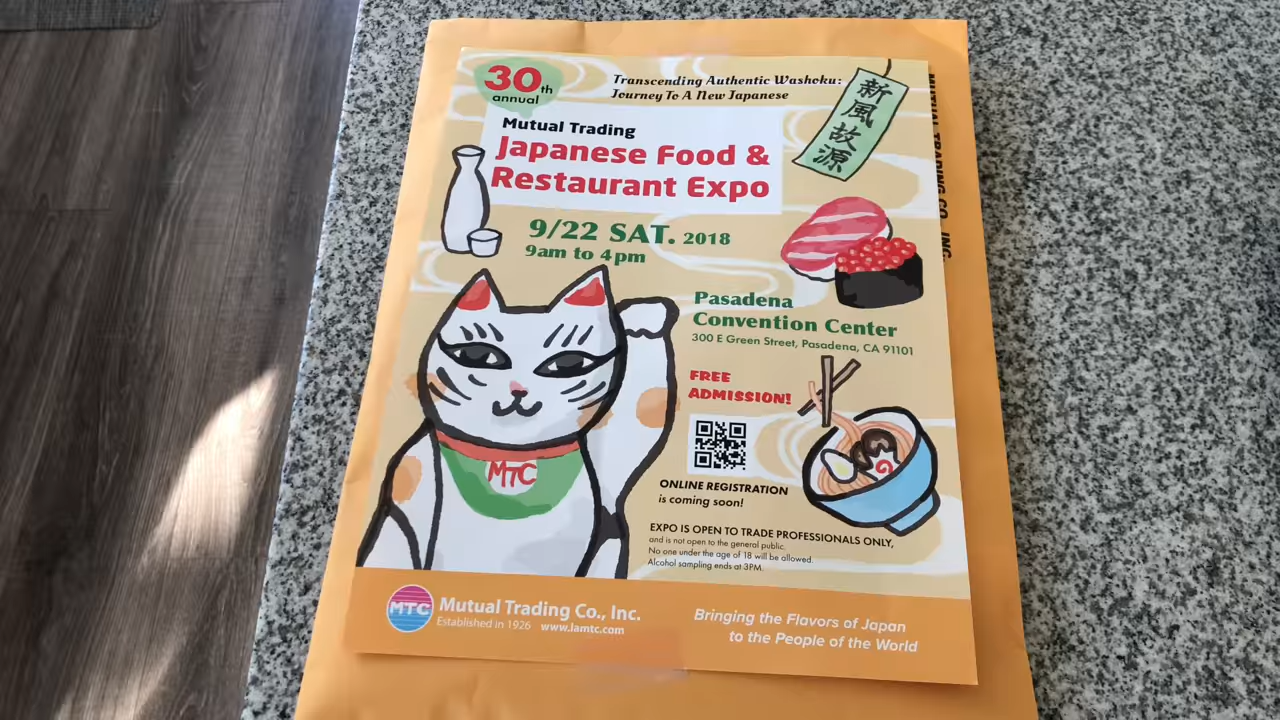 30th
annual
Transcending Authentic Washoku:
Journey To A New Japanese
新風故源
Mutual Trading
Japanese Food &
Restaurant Expo
9/22 SAT. 2018
9am to 4pm
Pasadena
Convention Center
300 E Green Street, Pasadena, CA 91101
FREE
ADMISSION!
MTC
ONLINE REGISTRATION
is coming soon!
EXPO IS OPEN TO TRADE PROFESSIONALS ONLY,
and is not open to the general public.
No one under the age of 18 will be allowed.
Alcohol sampling ends at 3PM.
MTC
Mutual Trading Co., Inc.
Established in 1926 www.lamtc.com
Bringing the Flavors of Japan
to the People of the World
MUTUAL TRADING CO., INC.